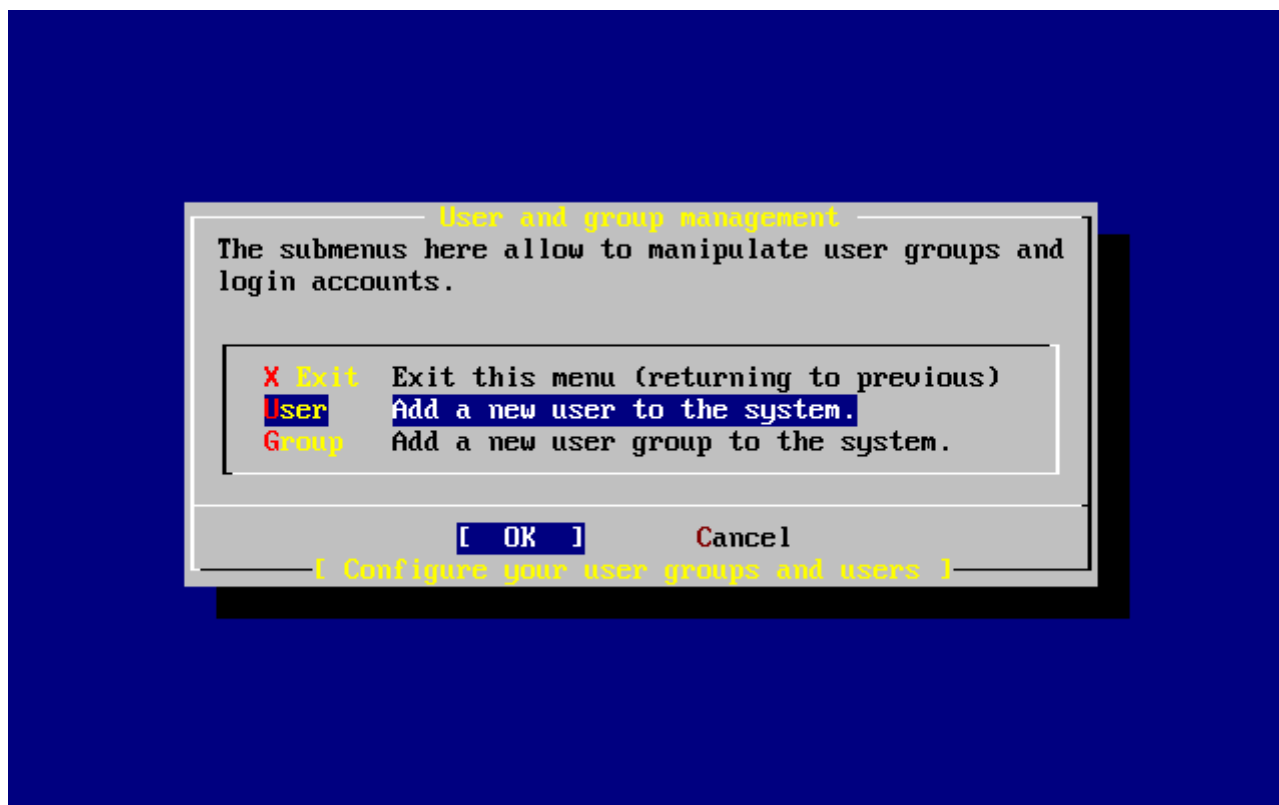 User and group management
The submenus here allow to manipulate user groups and
login accounts.
X Exit Exit this menu (returning to previous)
User Add a new user to the system.
Group Add a new user group to the system.
[ OK ] Cancel
[ Configure your user groups and users ]